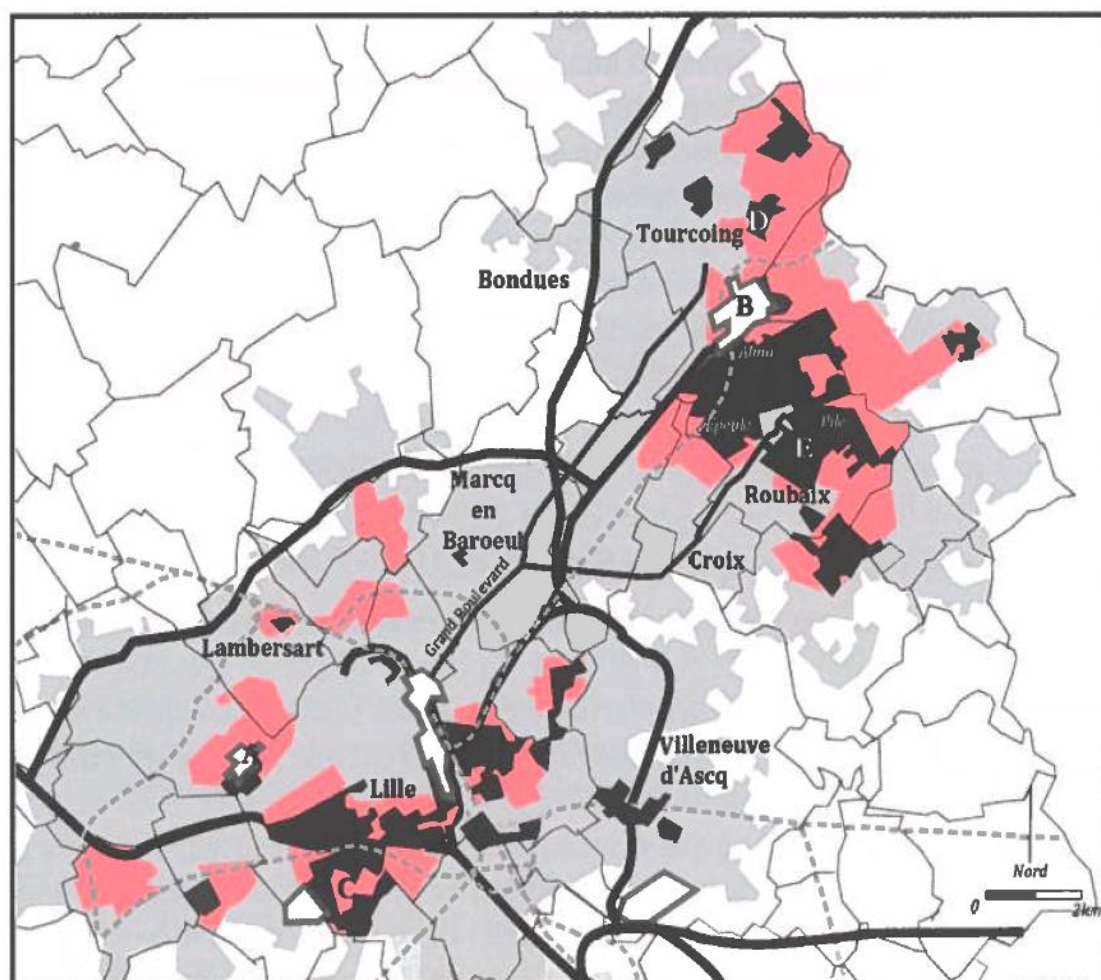 D
Tourcoing
Bondues
B
Alma
Epeule
Pile
E
Marcq
en
Baroeul
Roubaix
Croix
Grand Boulevard
Lambersart
Villeneuve
d'Ascq
Lille
C
Nord
0
2km